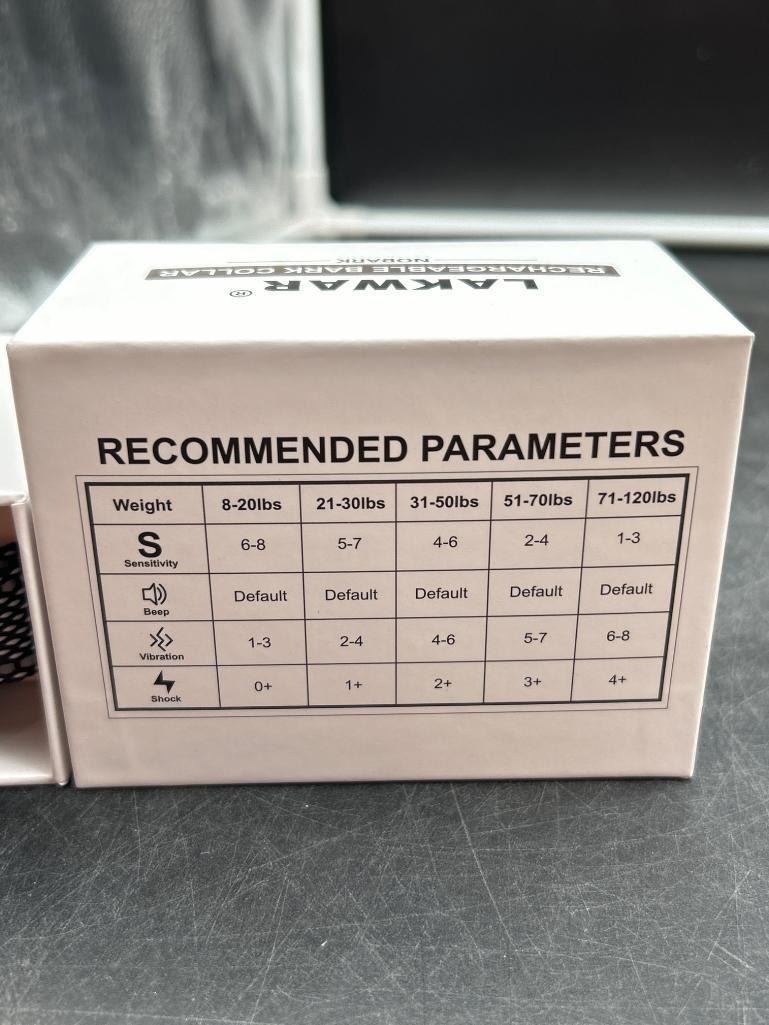 LAKWAR®
RECHARGEABLE BARK COLLAR
NOBARK
RECOMMENDED PARAMETERS
Weight 8-20lbs 21-30lbs 31-50lbs 51-70lbs 71-120lbs
S
Sensitivity 6-8 5-7 4-6 2-4 1-3
Beep Default Default Default Default Default
Vibration 1-3 2-4 4-6 5-7 6-8
Shock 0+ 1+ 2+ 3+ 4+